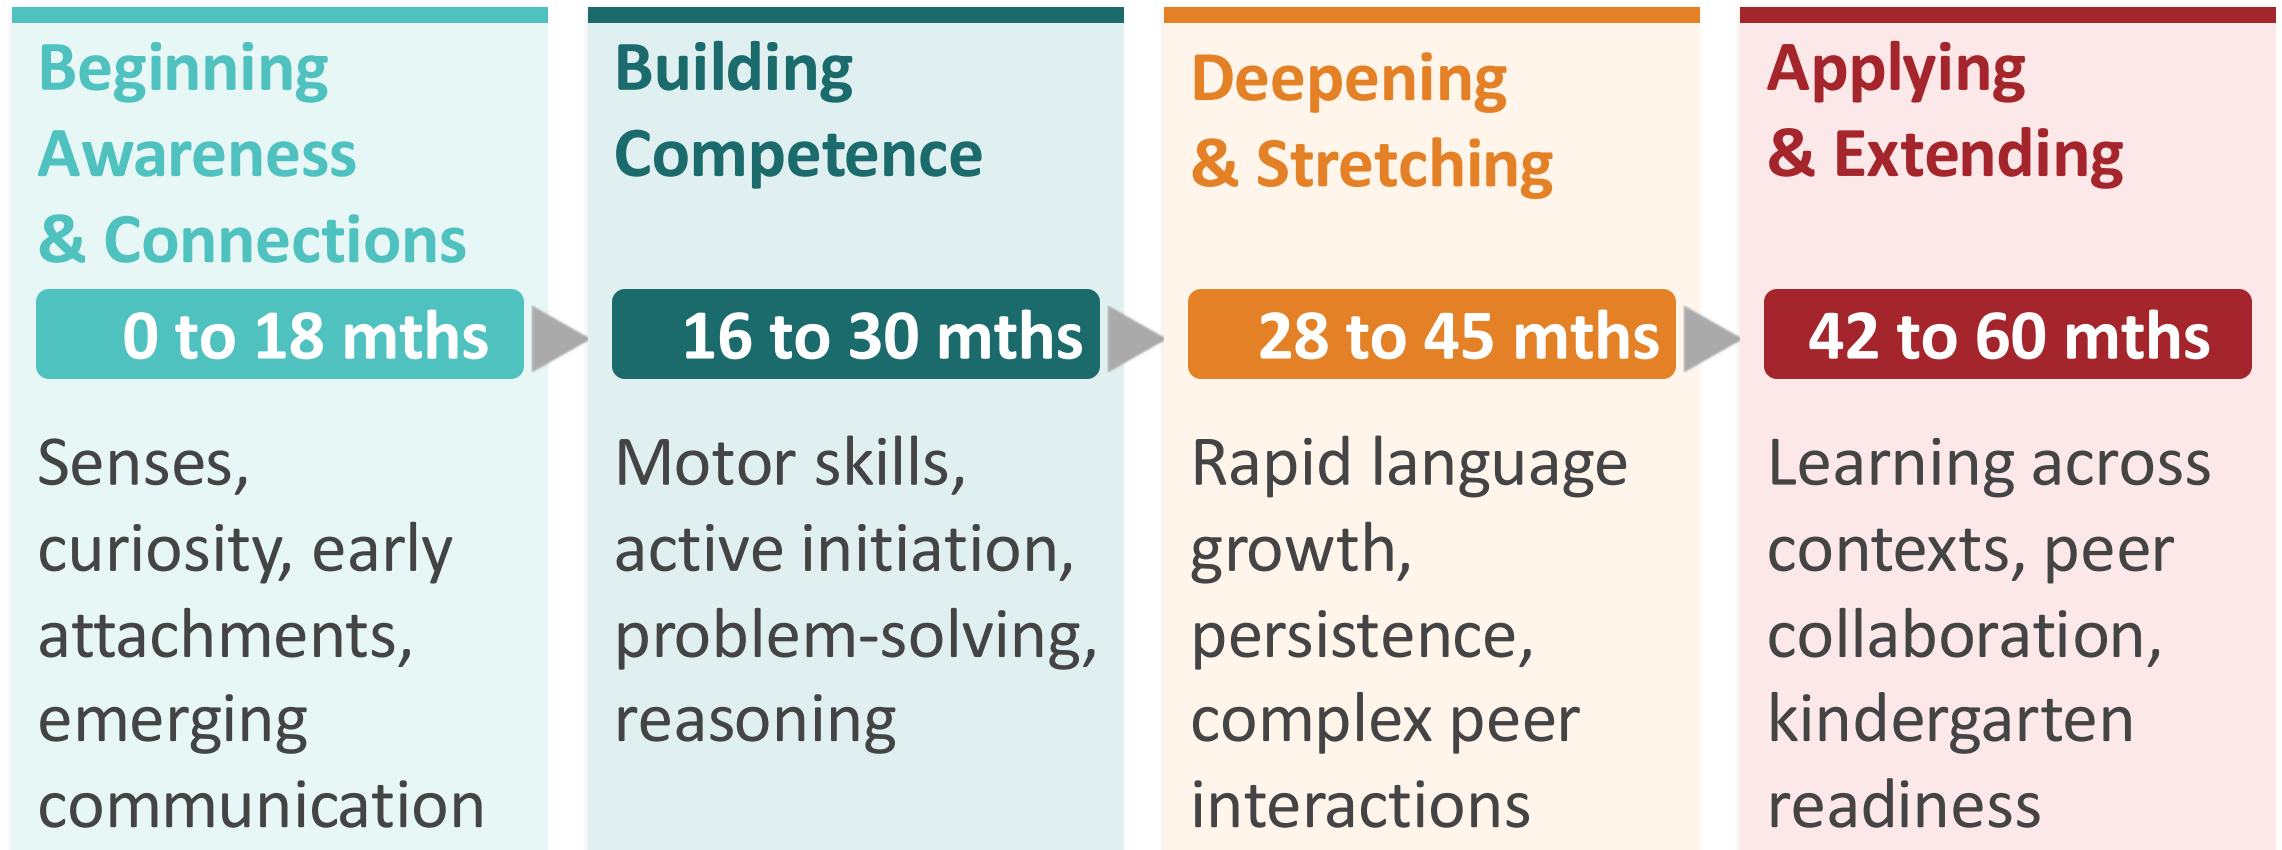 Beginning
Awareness
& Connections
0 to 18 mths
Senses,
curiosity, early
attachments,
emerging
communication
Building
Competence
16 to 30 mths
Motor skills,
active initiation,
problem-solving,
reasoning
Deepening
& Stretching
28 to 45 mths
Rapid language
growth,
persistence,
complex peer
interactions
Applying
& Extending
42 to 60 mths
Learning across
contexts, peer
collaboration,
kindergarten
readiness